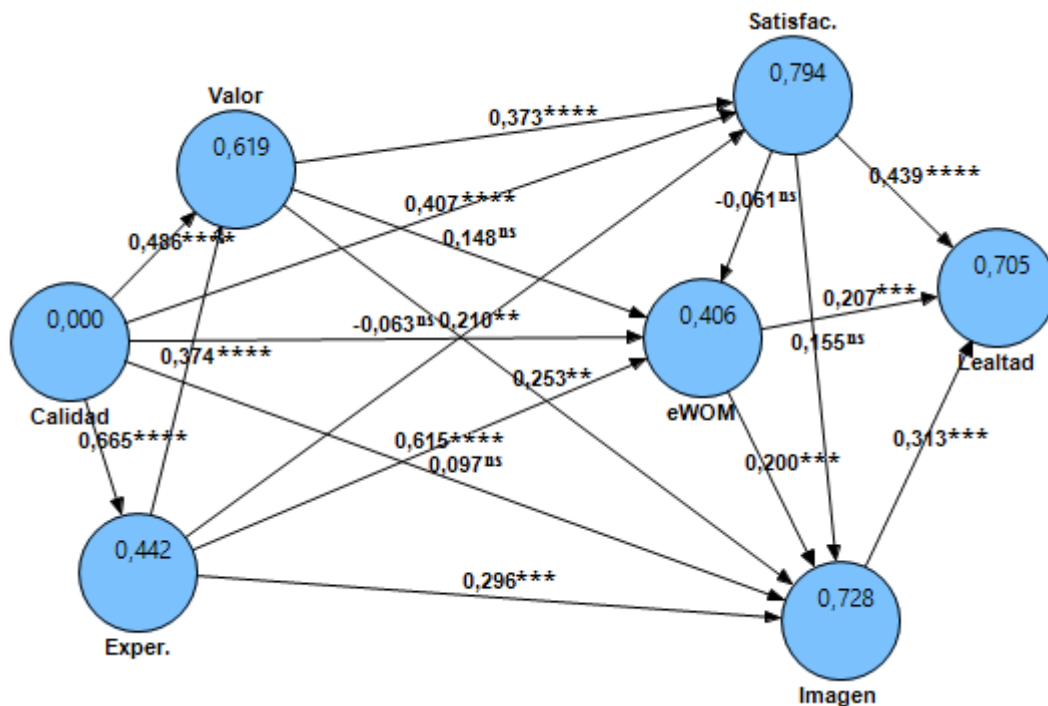 Satisfac.
0,794
Valor
0,373****
0,619
0,407****
0,439****
-0,061ns
0,486****
0,148ns
0,705
0,000
-0,063ns
0,210**
0,406
0,207***
0,374****
0,155ns
Lealtad
Calidad
0,253**
eWOM
0,665****
0,615****
0,313***
0,097ns
0,200***
0,442
0,296***
0,728
Exper.
Imagen